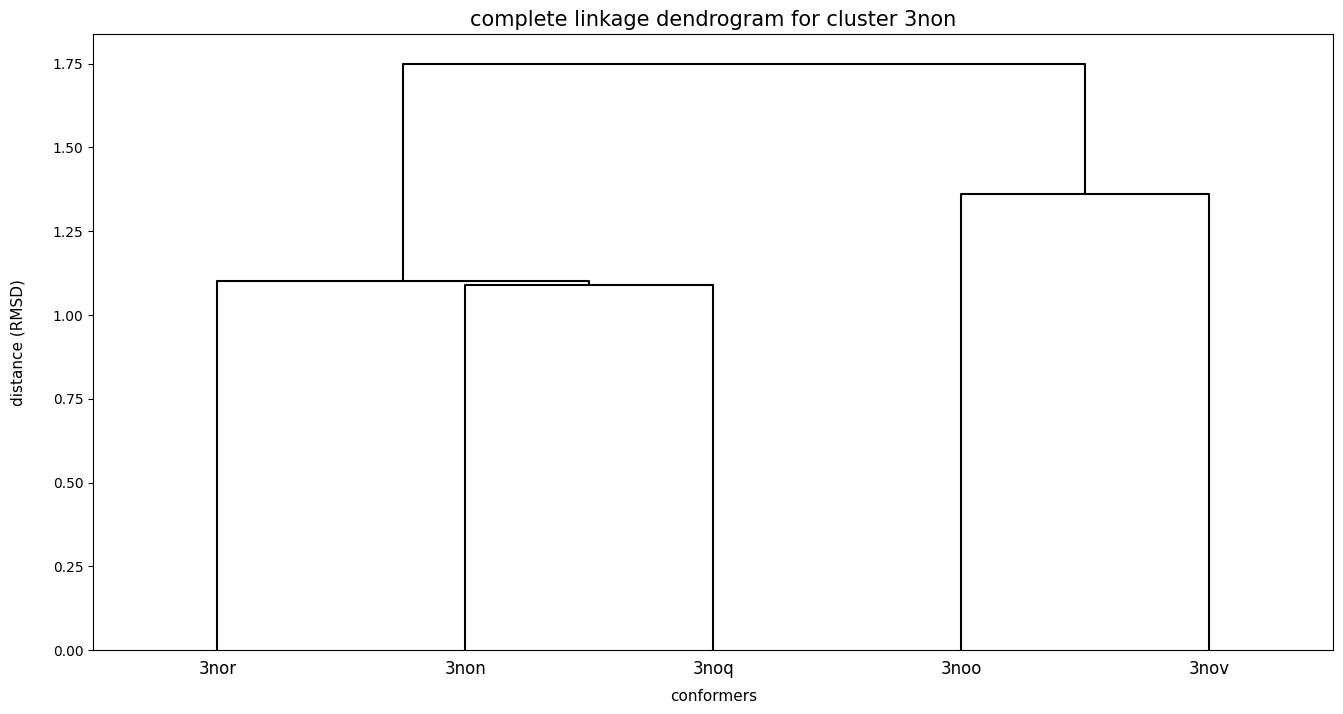 complete linkage dendrogram for cluster 3non
1.75
1.50
1.25
1.00
0.75
0.50
0.25
0.00
distance (RMSD)
3nor 3non 3noq 3noo 3nov
conformers